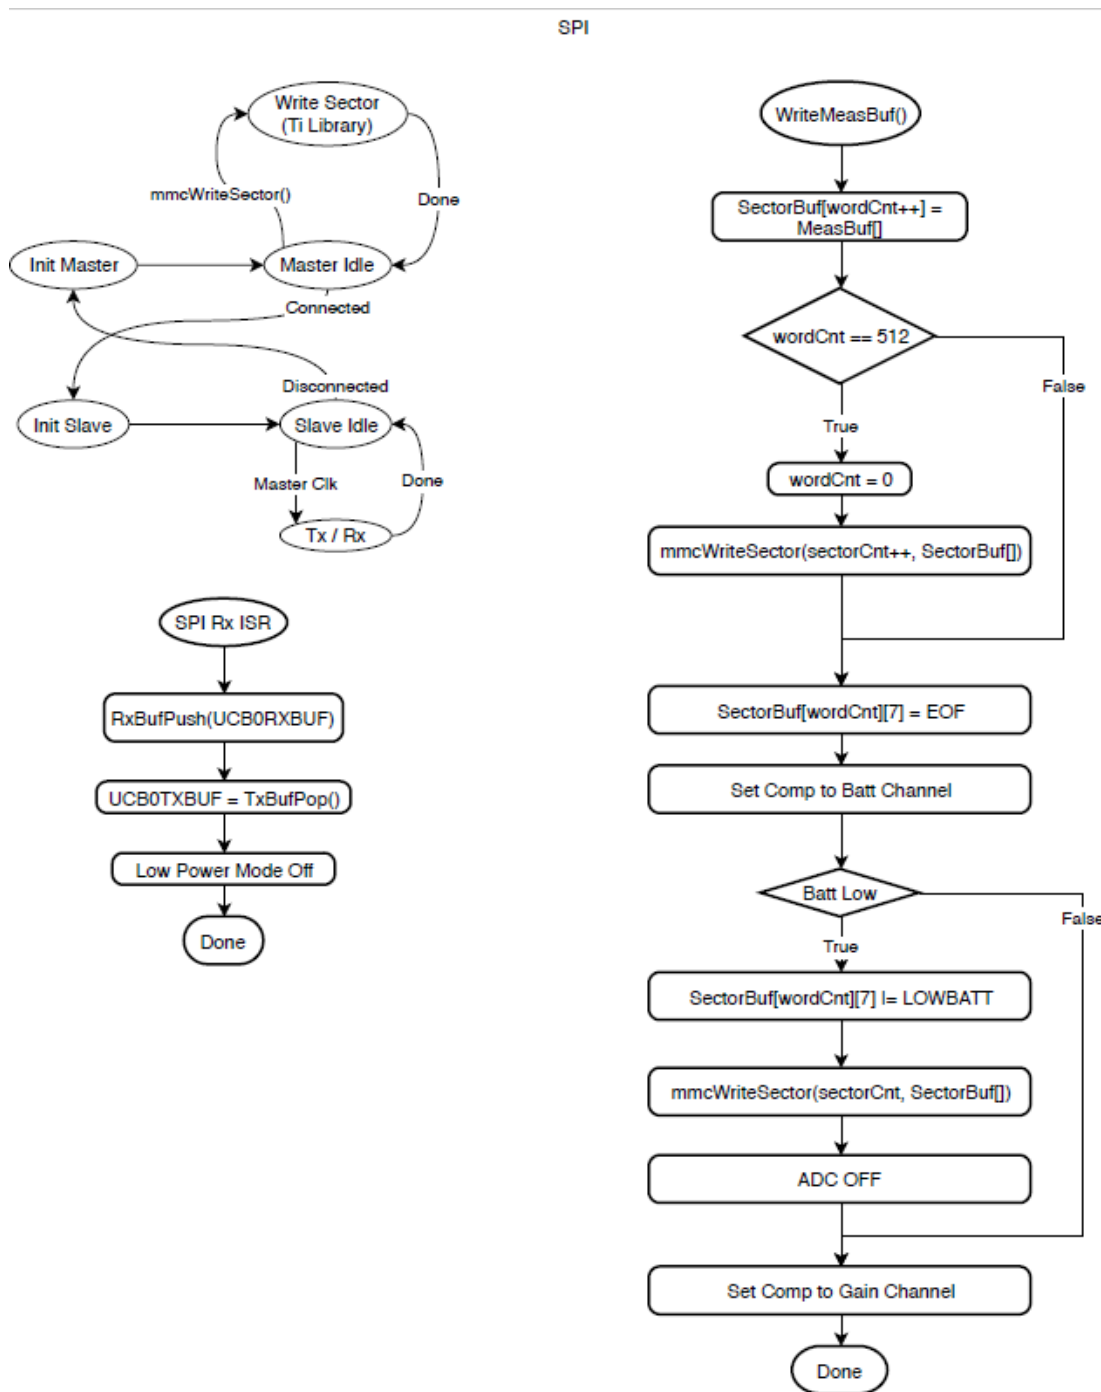 SPI
Write Sector
(Ti Library)
mmcWriteSector()
Done
Init Master
Master Idle
Connected
Disconnected
Init Slave
Slave Idle
Master Clk
Done
Tx / Rx
SPI Rx ISR
RxBufPush(UCB0RXBUF)
UCB0TXBUF = TxBufPop()
Low Power Mode Off
Done
WriteMeasBuf()
SectorBuf[wordCnt++] =
MeasBuf[]
wordCnt == 512
False
True
wordCnt = 0
mmcWriteSector(sectorCnt++, SectorBuf[])
SectorBuf[wordCnt][7] = EOF
Set Comp to Batt Channel
Batt Low
False
True
SectorBuf[wordCnt][7] |= LOWBATT
mmcWriteSector(sectorCnt, SectorBuf[])
ADC OFF
Set Comp to Gain Channel
Done